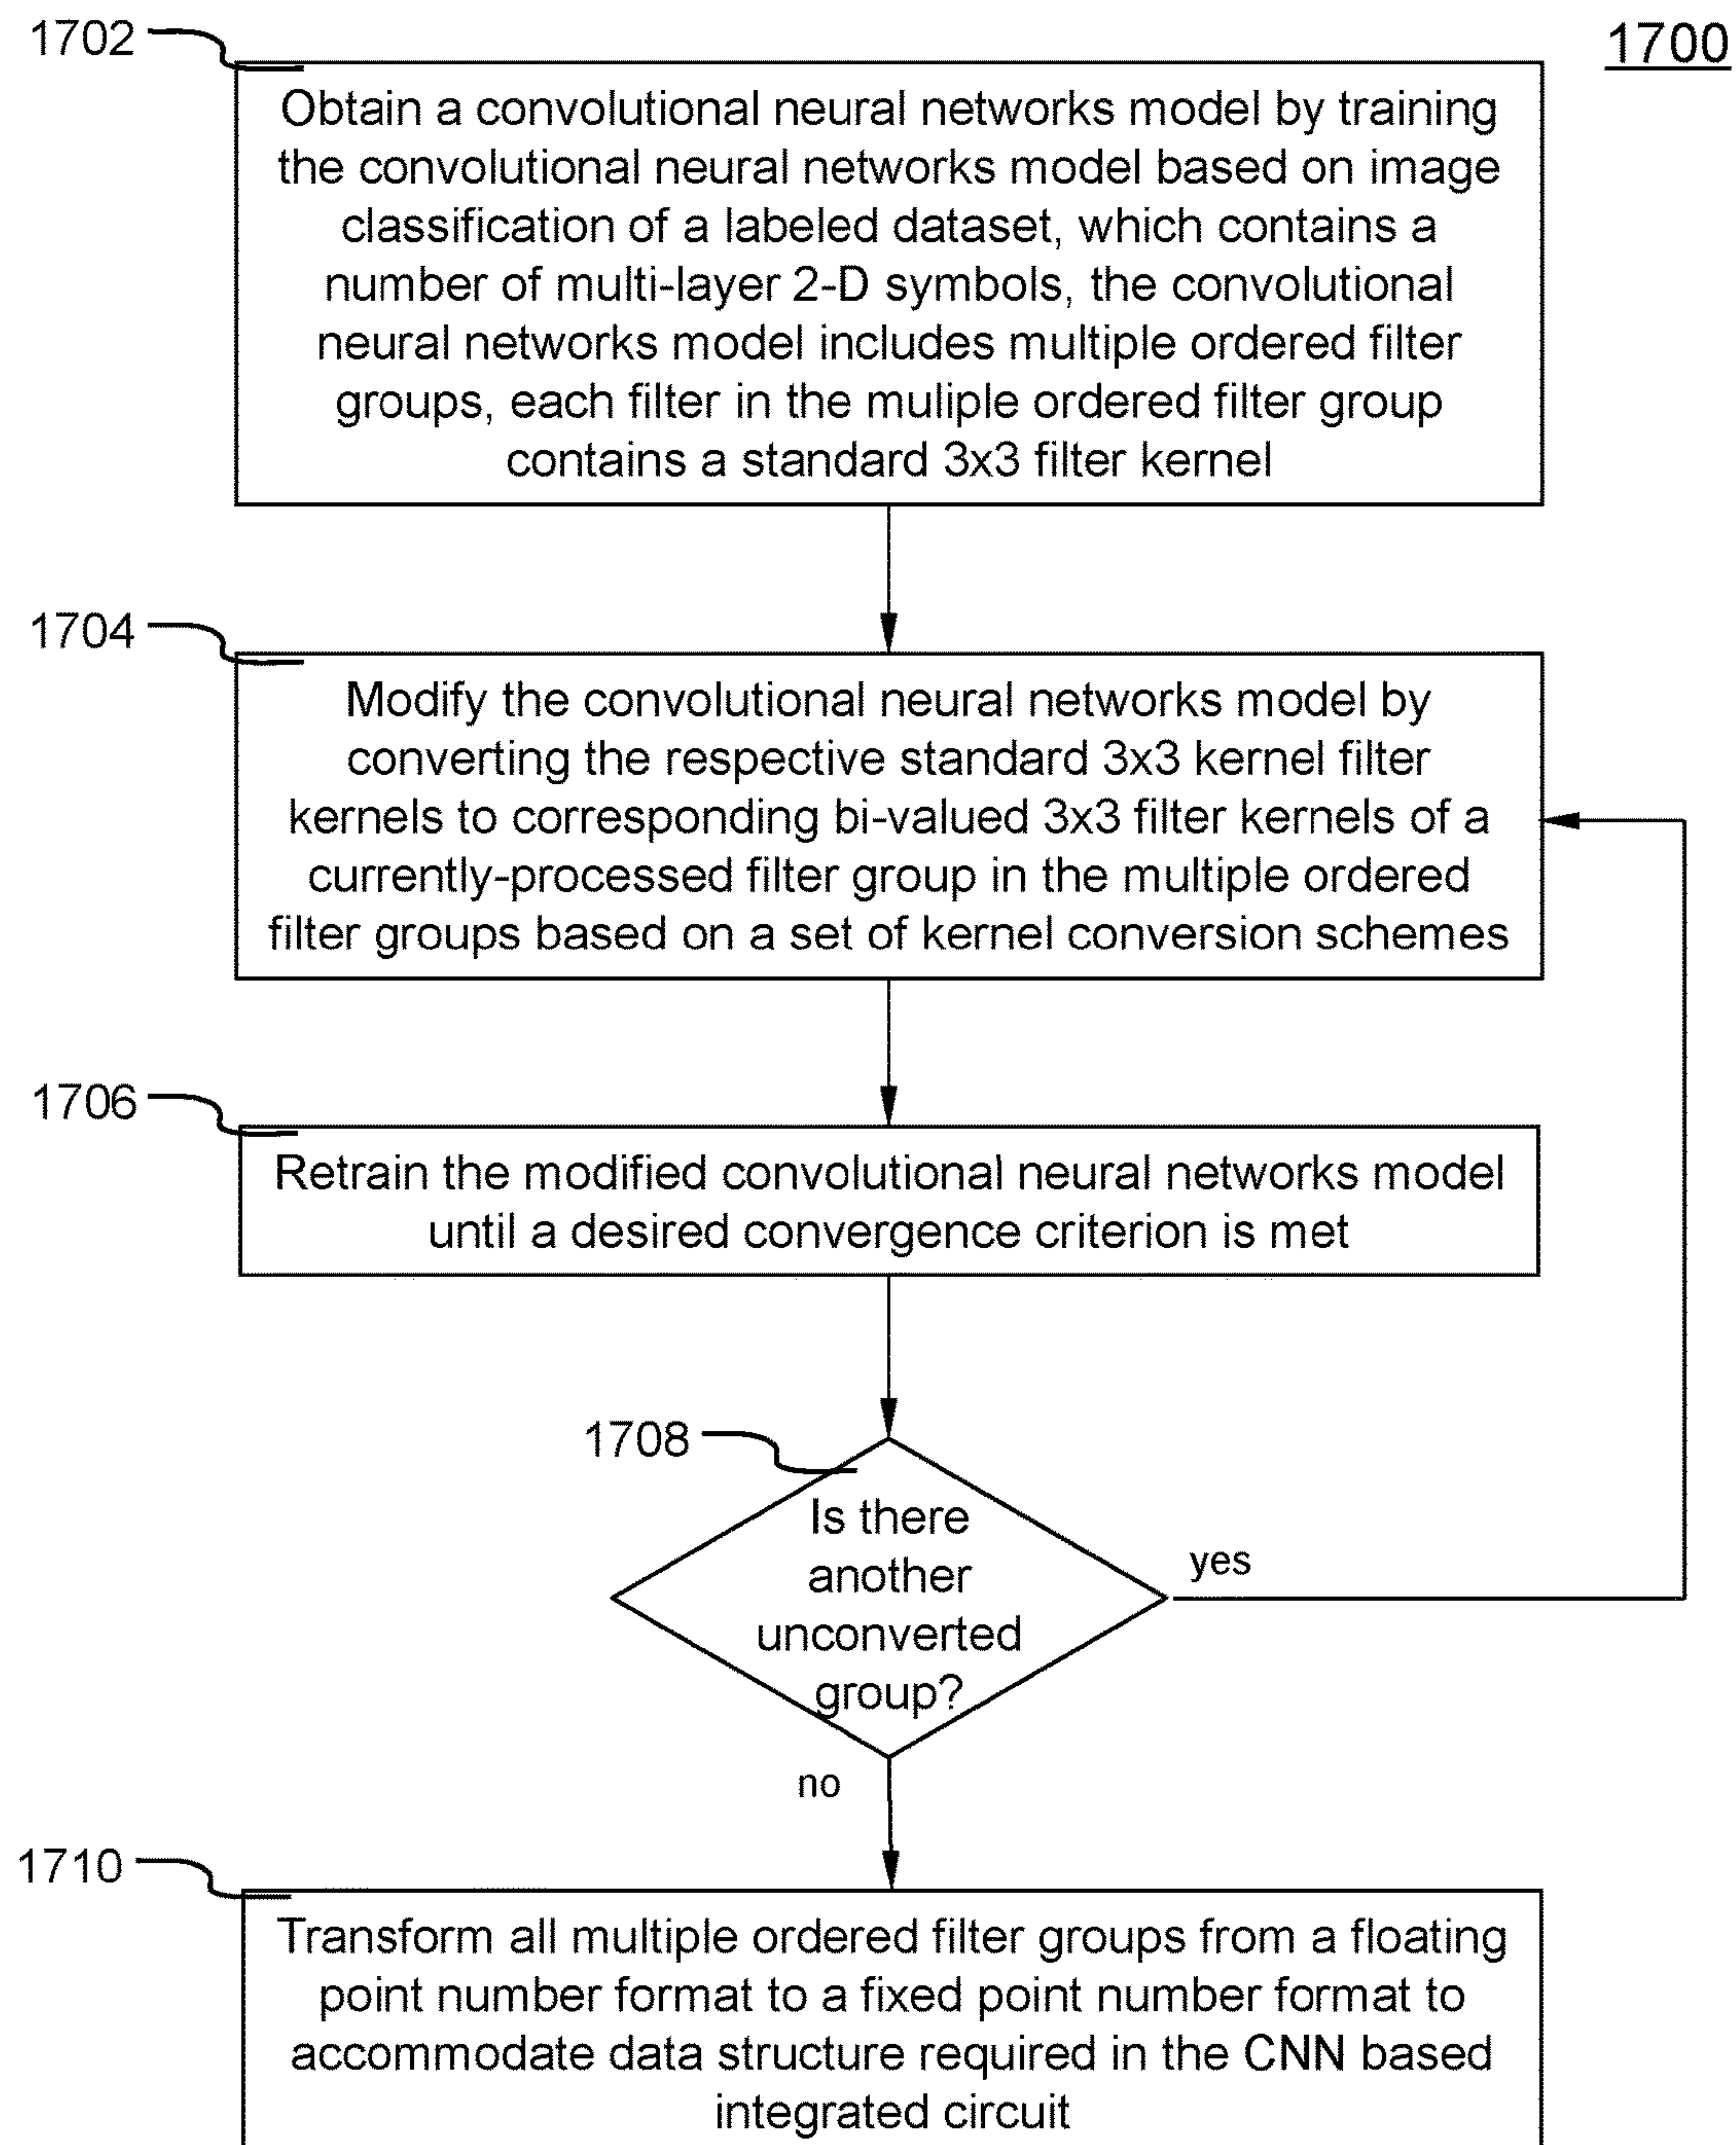 1702
1700
Obtain a convolutional neural networks model by training
the convolutional neural networks model based on image
classification of a labeled dataset, which contains a
number of multi-layer 2-D symbols, the convolutional
neural networks model includes multiple ordered filter
groups, each filter in the muliple ordered filter group
contains a standard 3x3 filter kernel
1704
Modify the convolutional neural networks model by
converting the respective standard 3x3 kernel filter
kernels to corresponding bi-valued 3x3 filter kernels of a
currently-processed filter group in the multiple ordered
filter groups based on a set of kernel conversion schemes
1706
Retrain the modified convolutional neural networks model
until a desired convergence criterion is met
1708
Is there
another
unconverted
group?
yes
no
1710
Transform all multiple ordered filter groups from a floating
point number format to a fixed point number format to
accommodate data structure required in the CNN based
integrated circuit